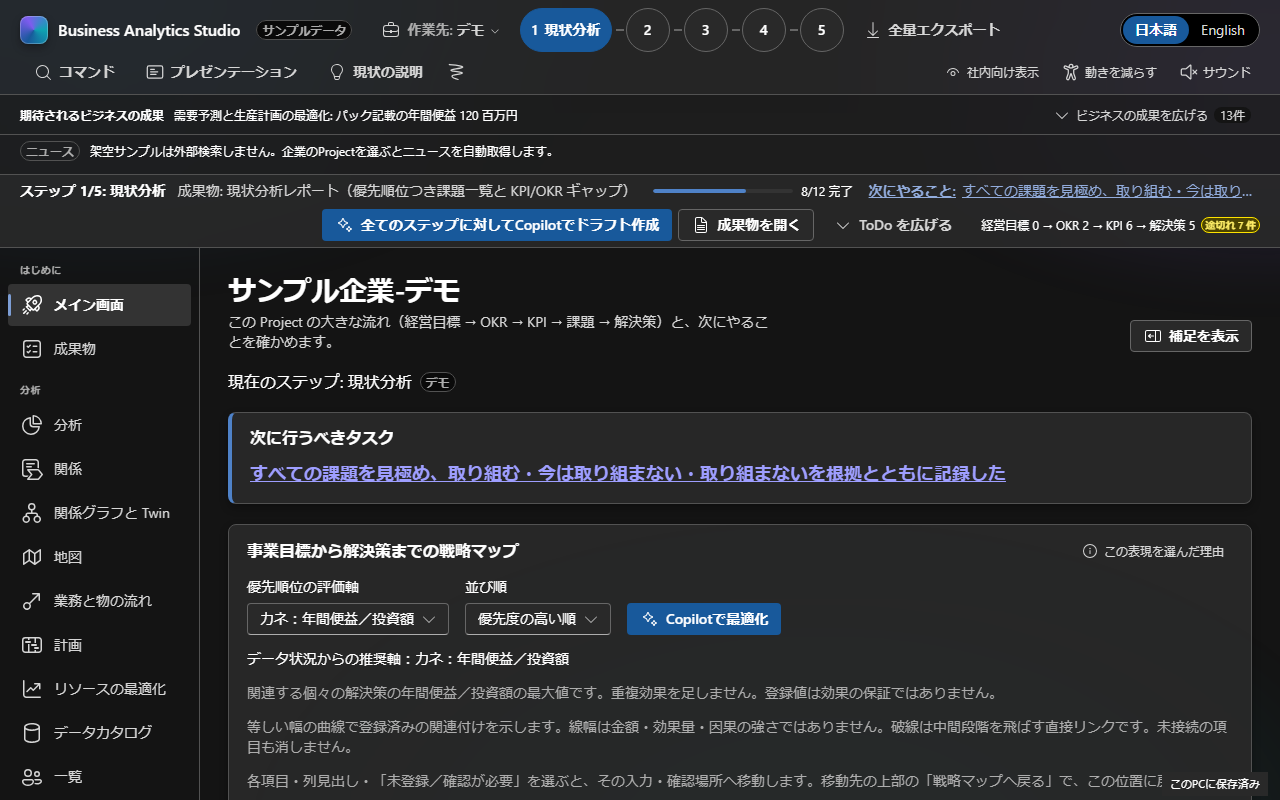 Business Analytics Studio サンプルデータ 作業先: デモ 1 現状分析 2 3 4 5 全量エクスポート 日本語 English
コマンド プレゼンテーション 現状の説明 社内向け表示 動きを減らす サウンド
期待されるビジネスの成果 需要予測と生産計画の最適化: パック記載の年間便益 120 百万円 ビジネスの成果を広げる 13件
ニュース 架空サンプルは外部検索しません。企業のProjectを選ぶとニュースを自動取得します。
ステップ 1/5: 現状分析 成果物: 現状分析レポート（優先順位つき課題一覧と KPI/OKR ギャップ） 8/12 完了 次にやること: すべての課題を見極め、取り組む・今は取り...
全てのステップに対してCopilotでドラフト作成 成果物を開く ToDo を広げる 経営目標 0 → OKR 2 → KPI 6 → 解決策 5 途切れ 7 件
はじめに
メイン画面
成果物
分析
分析
関係
関係グラフと Twin
地図
業務と物の流れ
計画
リソースの最適化
データカタログ
一覧
サンプル企業-デモ
この Project の大きな流れ（経営目標 → OKR → KPI → 課題 → 解決策）と、次にやるこ
とを確かめます。
補足を表示
現在のステップ: 現状分析 デモ
次に行うべきタスク
すべての課題を見極め、取り組む・今は取り組まない・取り組まないを根拠とともに記録した
事業目標から解決策までの戦略マップ この表現を選んだ理由
優先順位の評価軸 並び順
カネ：年間便益／投資額 優先度の高い順 Copilotで最適化
データ状況からの推奨軸：カネ：年間便益／投資額
関連する個々の解決策の年間便益／投資額の最大値です。重複効果を足しません。登録値は効果の保証ではありません。
等しい幅の曲線で登録済みの関連付けを示します。線幅は金額・効果量・因果の強さではありません。破線は中間段階を飛ばす直接リンクです。未接続の項
目も消しません。
各項目・列見出し・「未登録／確認が必要」を選ぶと、その入力・確認場所へ移動します。移動先の上部の「戦略マップへ戻る」で、この位置に
このPCに保存済み